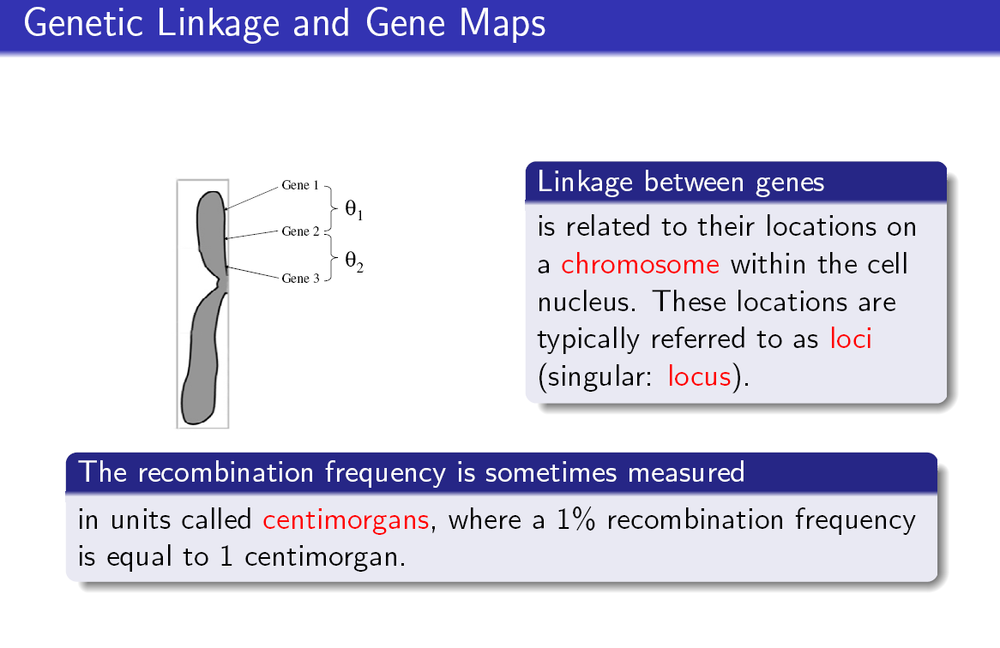 Genetic Linkage and Gene Maps
Gene 1
θ1
Gene 2
θ2
Gene 3
Linkage between genes
is related to their locations on
a chromosome within the cell
nucleus. These locations are
typically referred to as loci
(singular: locus).
The recombination frequency is sometimes measured
in units called centimorgans, where a 1% recombination frequency
is equal to 1 centimorgan.